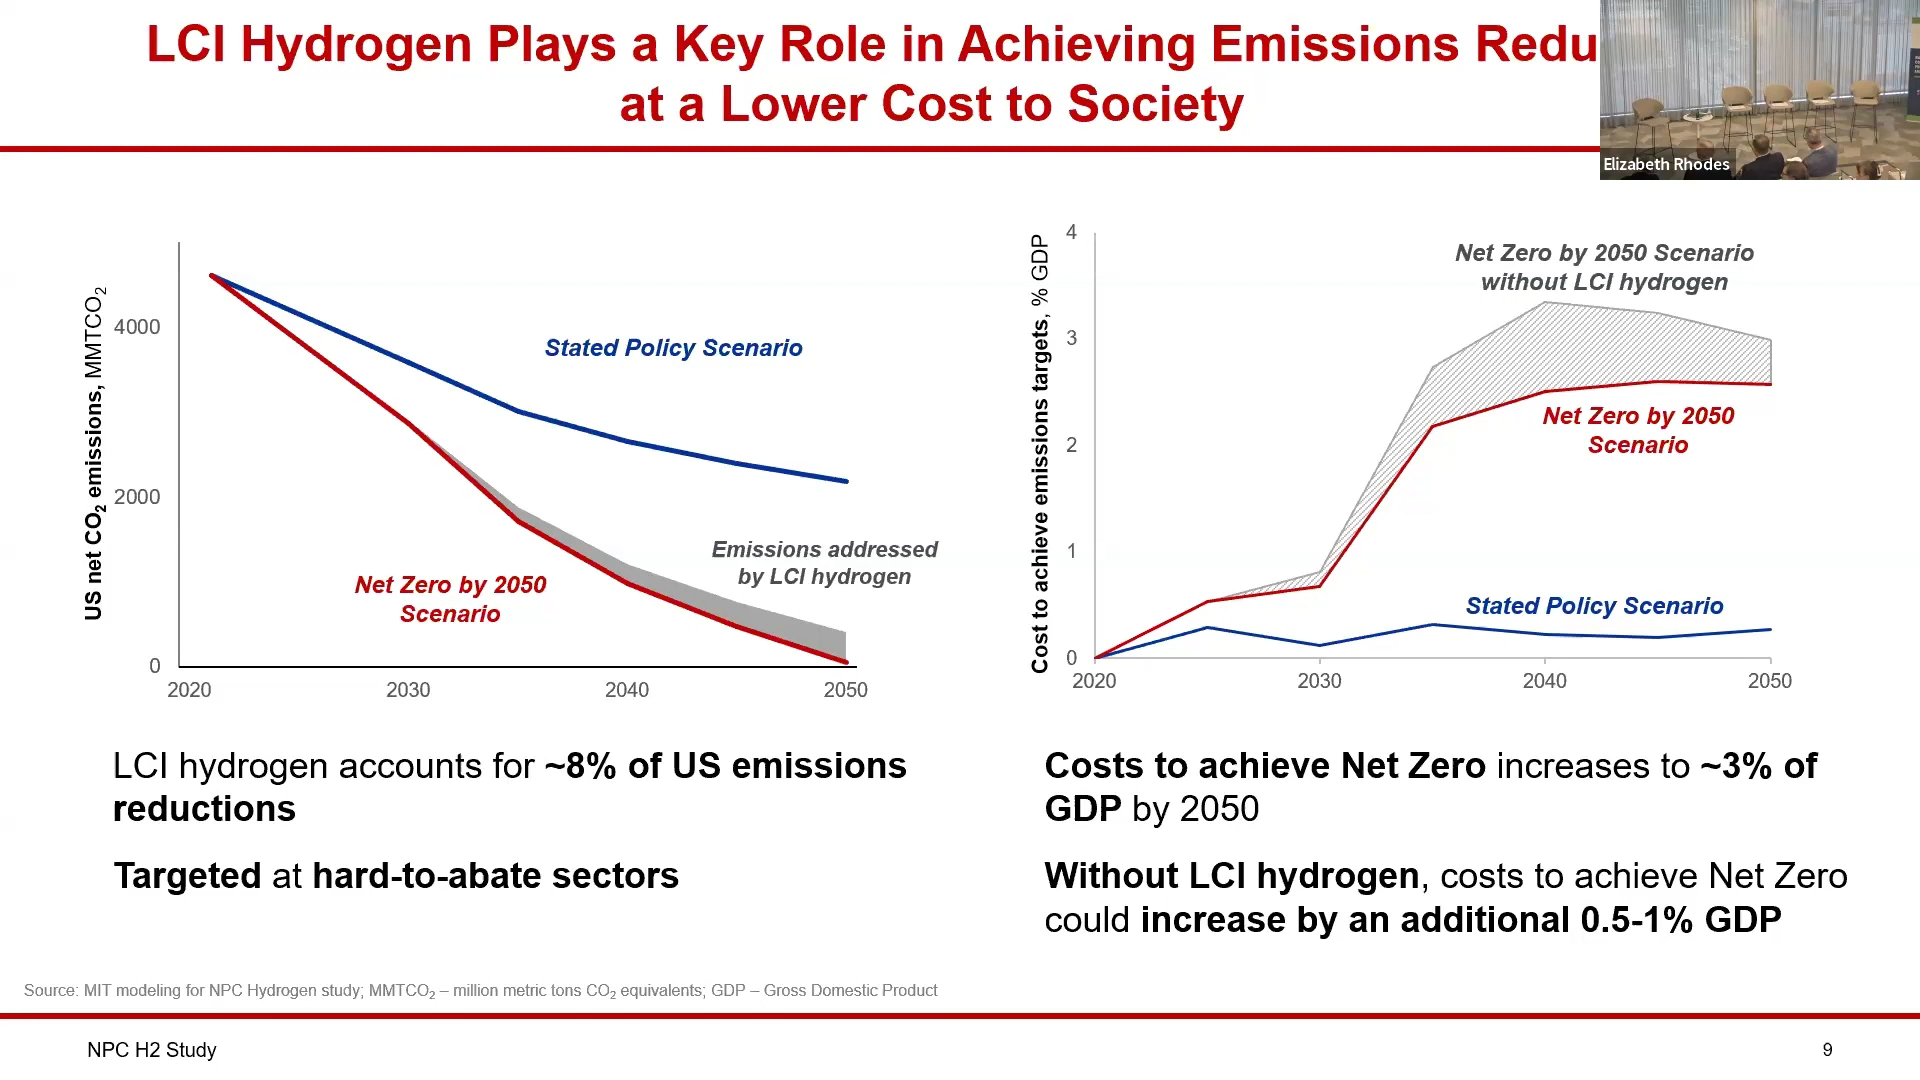 LCI Hydrogen Plays a Key Role in Achieving Emissions Redu
at a Lower Cost to Society
Elizabeth Rhodes
US net CO₂ emissions, MMTCO₂
4000
2000
0
2020
2030
2040
2050
Stated Policy Scenario
Emissions addressed
by LCI hydrogen
Net Zero by 2050
Scenario
Cost to achieve emissions targets, % GDP
4
3
2
1
0
2020
2030
2040
2050
Net Zero by 2050 Scenario
without LCI hydrogen
Net Zero by 2050
Scenario
Stated Policy Scenario
LCI hydrogen accounts for ~8% of US emissions
reductions
Targeted at hard-to-abate sectors
Costs to achieve Net Zero increases to ~3% of
GDP by 2050
Without LCI hydrogen, costs to achieve Net Zero
could increase by an additional 0.5-1% GDP
Source: MIT modeling for NPC Hydrogen study; MMTCO₂ – million metric tons CO₂ equivalents; GDP – Gross Domestic Product
NPC H2 Study
9